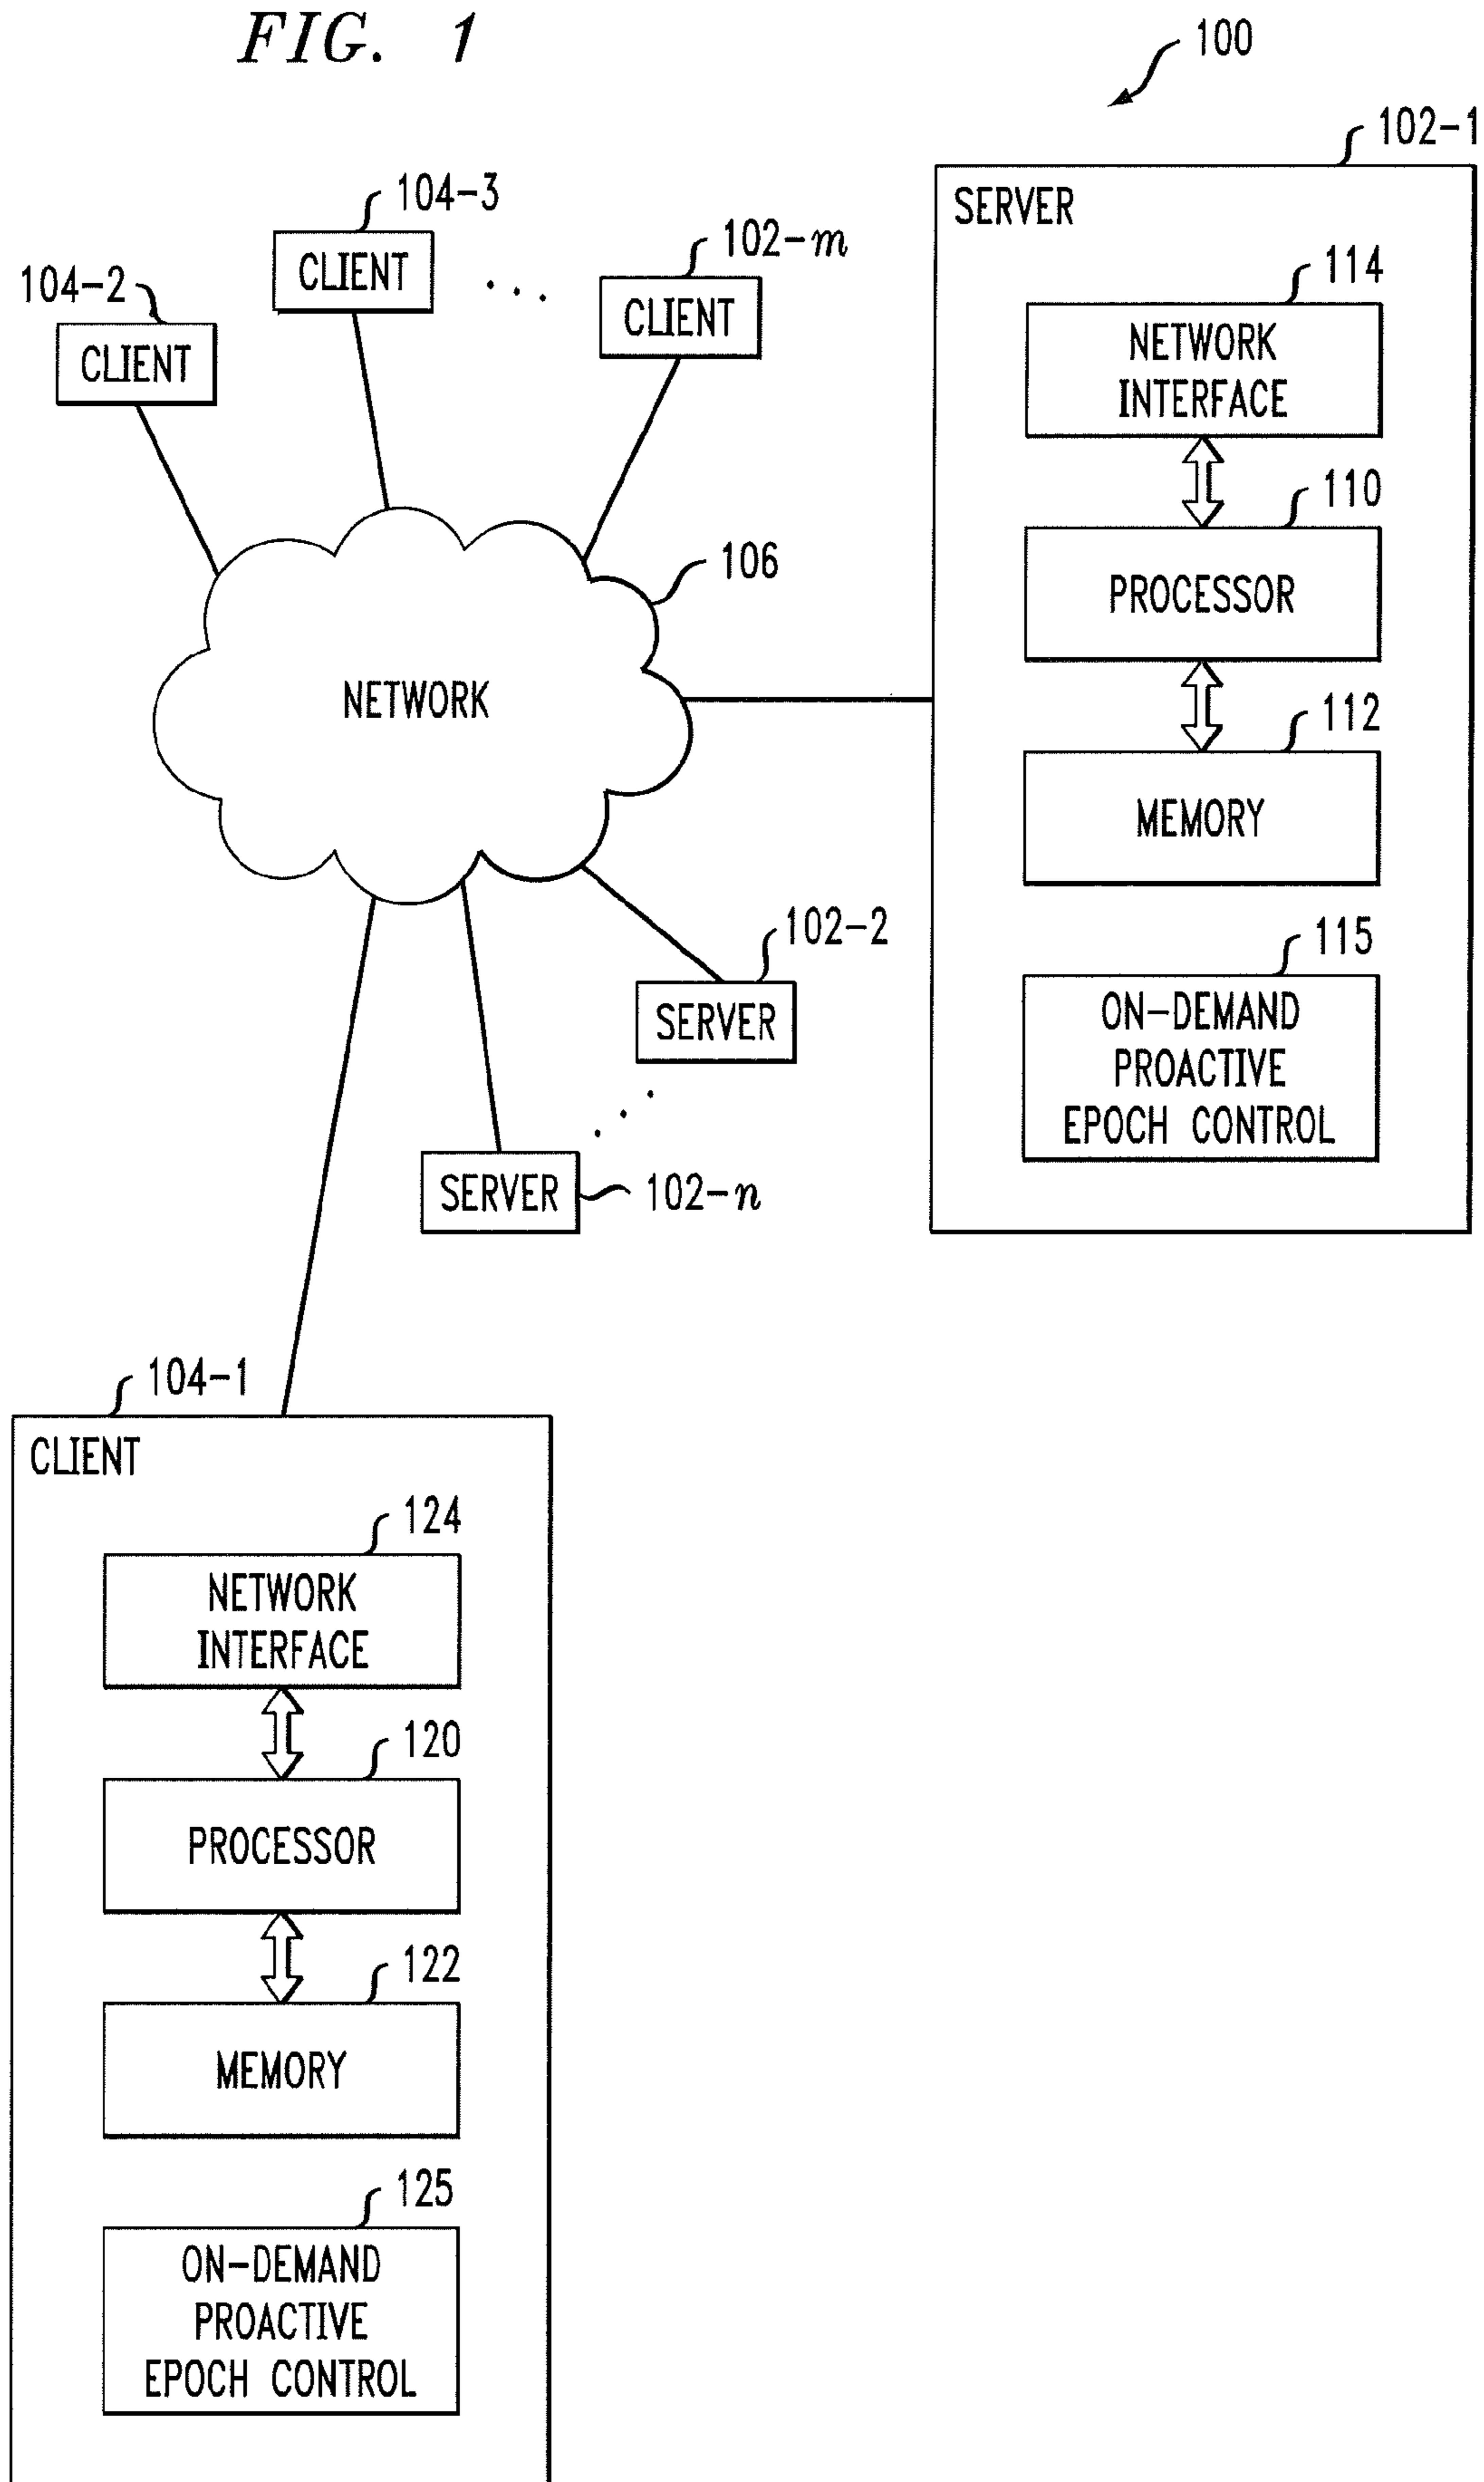 FIG. 1
100
102-1
SERVER
104-3
CLIENT
...
102-m
CLIENT
104-2
CLIENT
114
NETWORK
INTERFACE
110
PROCESSOR
106
NETWORK
112
MEMORY
102-2
SERVER
...
115
ON-DEMAND
PROACTIVE
EPOCH CONTROL
SERVER
102-n
104-1
CLIENT
124
NETWORK
INTERFACE
120
PROCESSOR
122
MEMORY
125
ON-DEMAND
PROACTIVE
EPOCH CONTROL